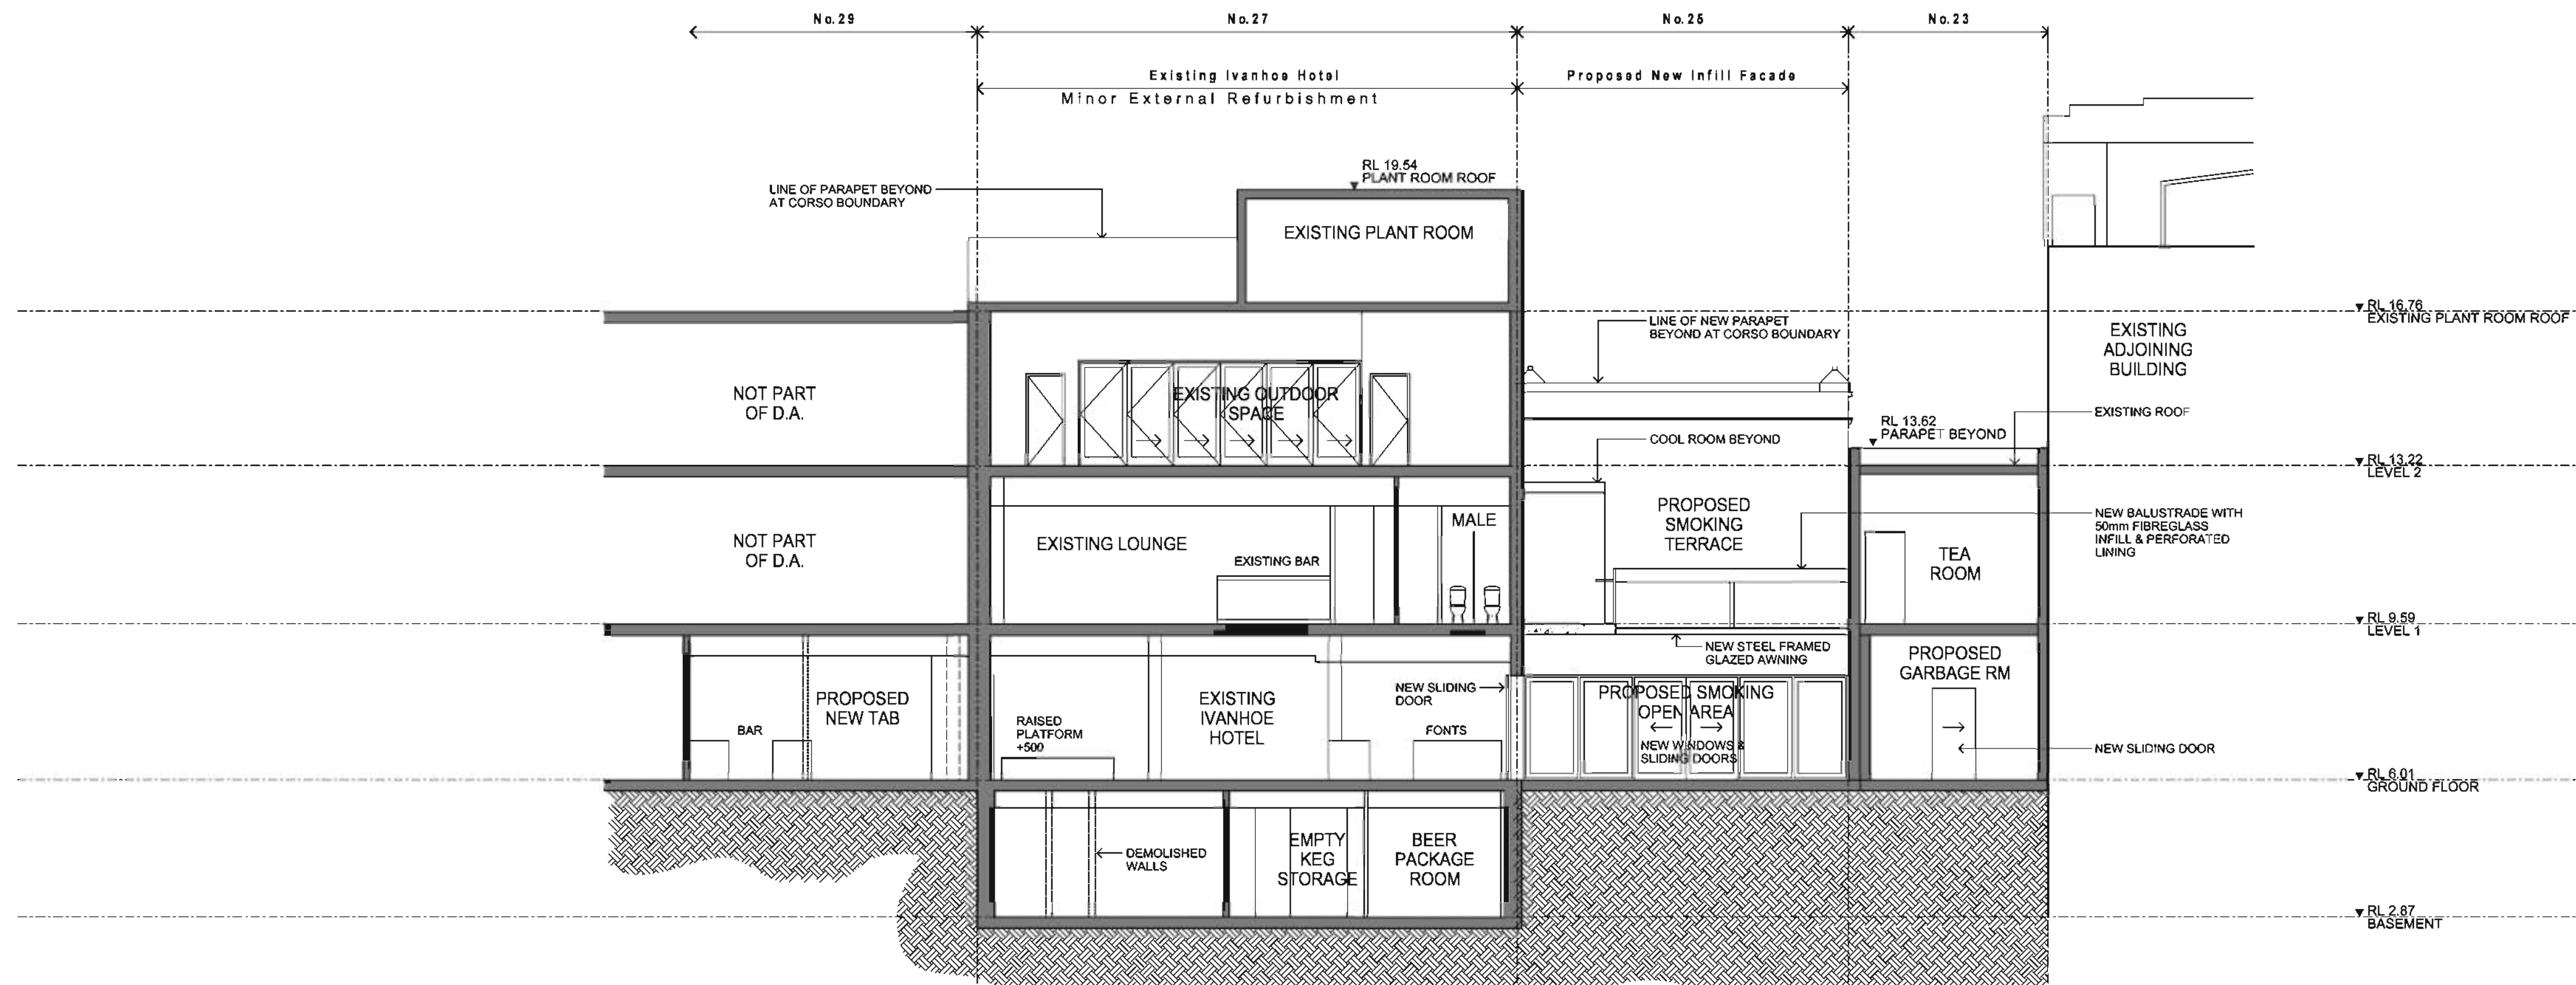 No.29
No.27
No.25
No.23
Existing Ivanhoe Hotel
Minor External Refurbishment
Proposed New Infill Facade
RL 19.54
PLANT ROOM ROOF
LINE OF PARAPET BEYOND
AT CORSO BOUNDARY
EXISTING PLANT ROOM
RL 16.76
EXISTING PLANT ROOM ROOF
LINE OF NEW PARAPET
BEYOND AT CORSO BOUNDARY
EXISTING
ADJOINING
BUILDING
NOT PART
OF D.A.
EXISTING OUTDOOR
SPACE
RL 13.62
PARAPET BEYOND
EXISTING ROOF
COOL ROOM BEYOND
RL 13.22
LEVEL 2
NOT PART
OF D.A.
EXISTING LOUNGE
EXISTING BAR
MALE
PROPOSED
SMOKING
TERRACE
TEA
ROOM
NEW BALUSTRADE WITH
50mm FIBREGLASS
INFILL & PERFORATED
LINING
RL 9.59
LEVEL 1
NEW STEEL FRAMED
GLAZED AWNING
PROPOSED
GARBAGE RM
PROPOSED
NEW TAB
BAR
RAISED
PLATFORM
+500
EXISTING
IVANHOE
HOTEL
NEW SLIDING
DOOR
FONTS
PROPOSED SMOKING
OPEN AREA
NEW WINDOWS &
SLIDING DOORS
NEW SLIDING DOOR
RL 6.01
GROUND FLOOR
DEMOLISHED
WALLS
EMPTY
KEG
STORAGE
BEER
PACKAGE
ROOM
RL 2.87
BASEMENT